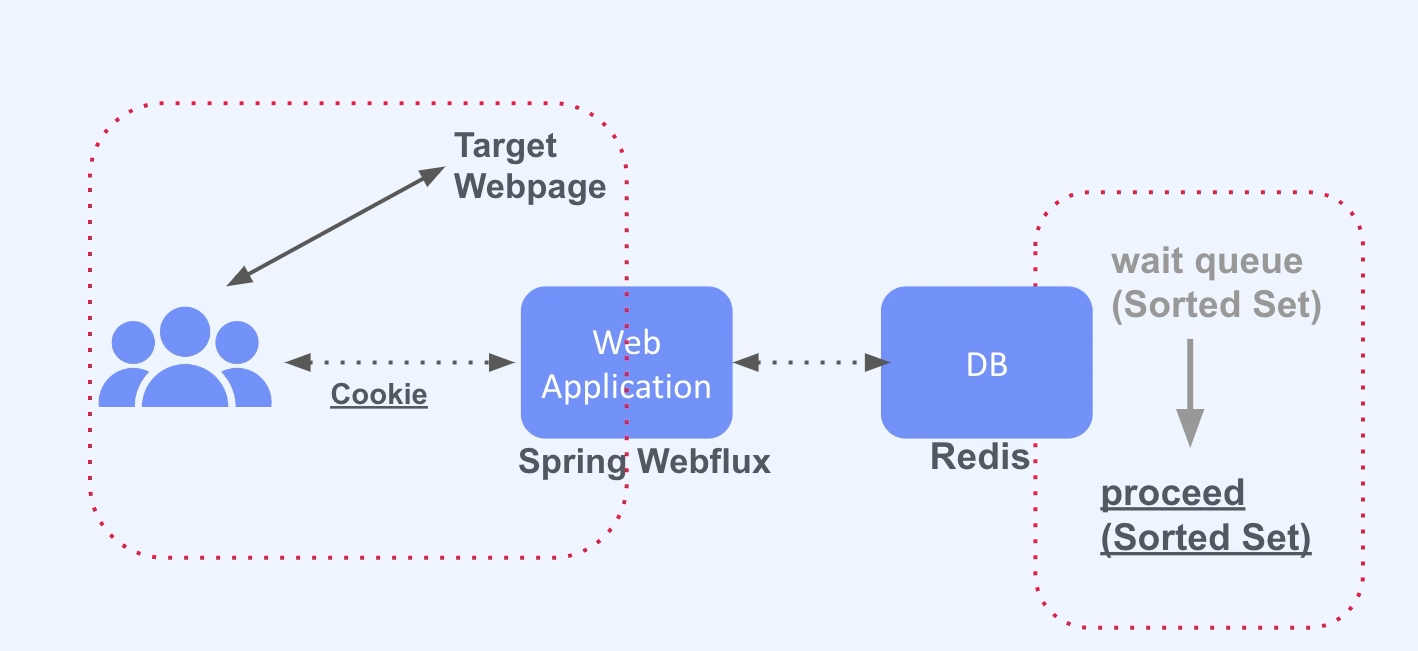 Target
Webpage
wait queue
(Sorted Set)
Web
Application
DB
Cookie
Spring Webflux
Redis
proceed
(Sorted Set)